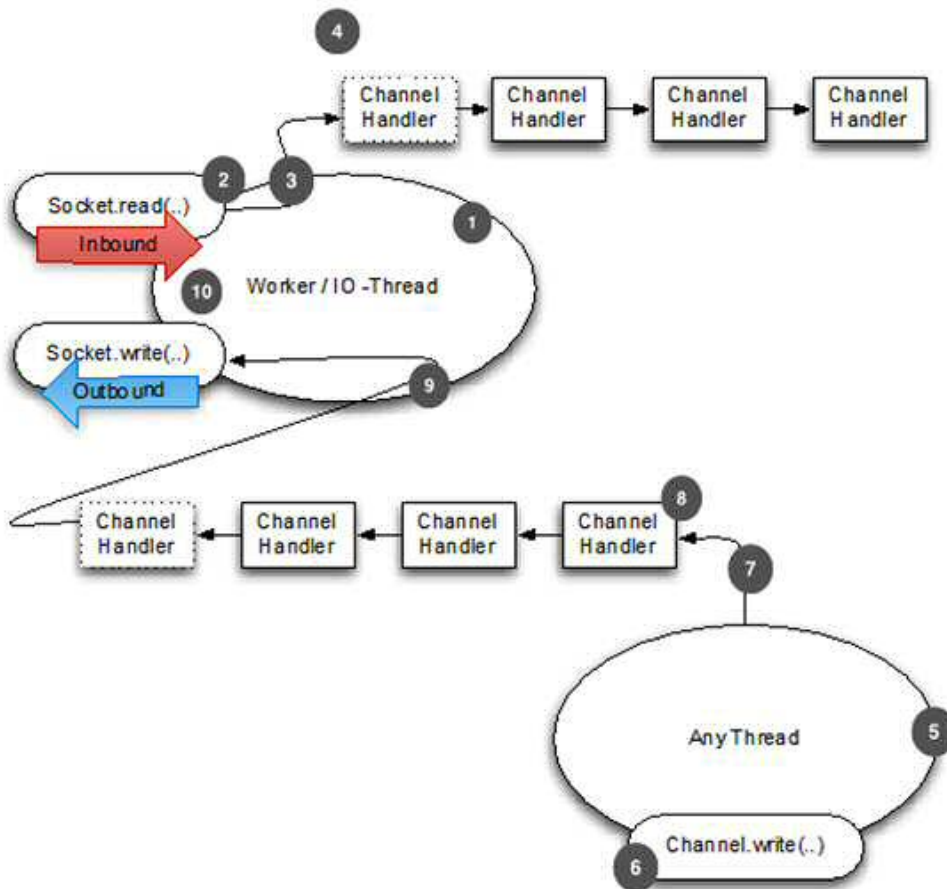 4
Channel
Handler
Channel
Handler
Channel
Handler
Channel
Handler
2
3
Socket.read(..)
1
Inbound
10
Worker / IO -Thread
Socket.write(..)
9
Outbound
8
Channel
Handler
Channel
Handler
Channel
Handler
Channel
Handler
7
5
Any Thread
Channel.write(..)
6